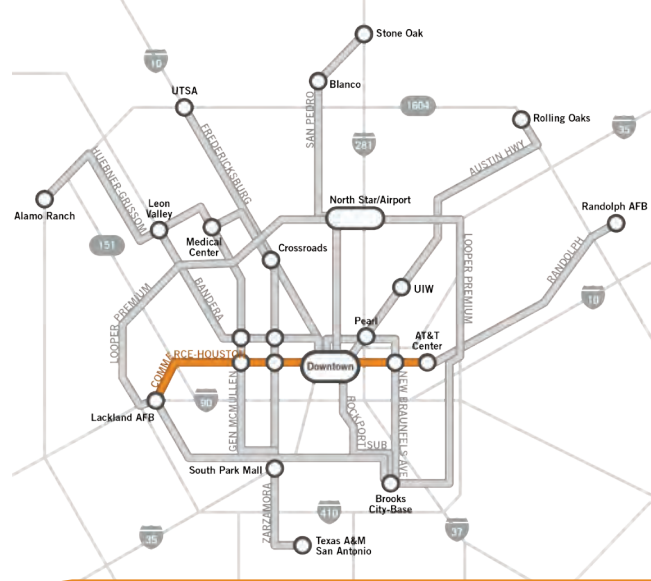 Stone Oak
10
Blanco
UTSA
1604
Rolling Oaks
FREDERICKSBURG
SAN PEDRO
35
281
AUSTIN HWY
HUEBNER-GRISSOM
Leon
Valley
North Star/Airport
Randolph AFB
Alamo Ranch
Medical
Center
151
Crossroads
LOOPER PREMIUM
RANDOLPH
BANDERA
UIW
10
LOOPER PREMIUM
Pearl
AT&T
Center
COMMA
RCE-HOUSTON
Downtown
90
Lackland AFB
GEN MCMULLEN
ROCKPORT
NEW BRAUNFELS AVE
SUB
South Park Mall
Brooks
City-Base
ZARZAMORA
410
35
37
Texas A&M
San Antonio